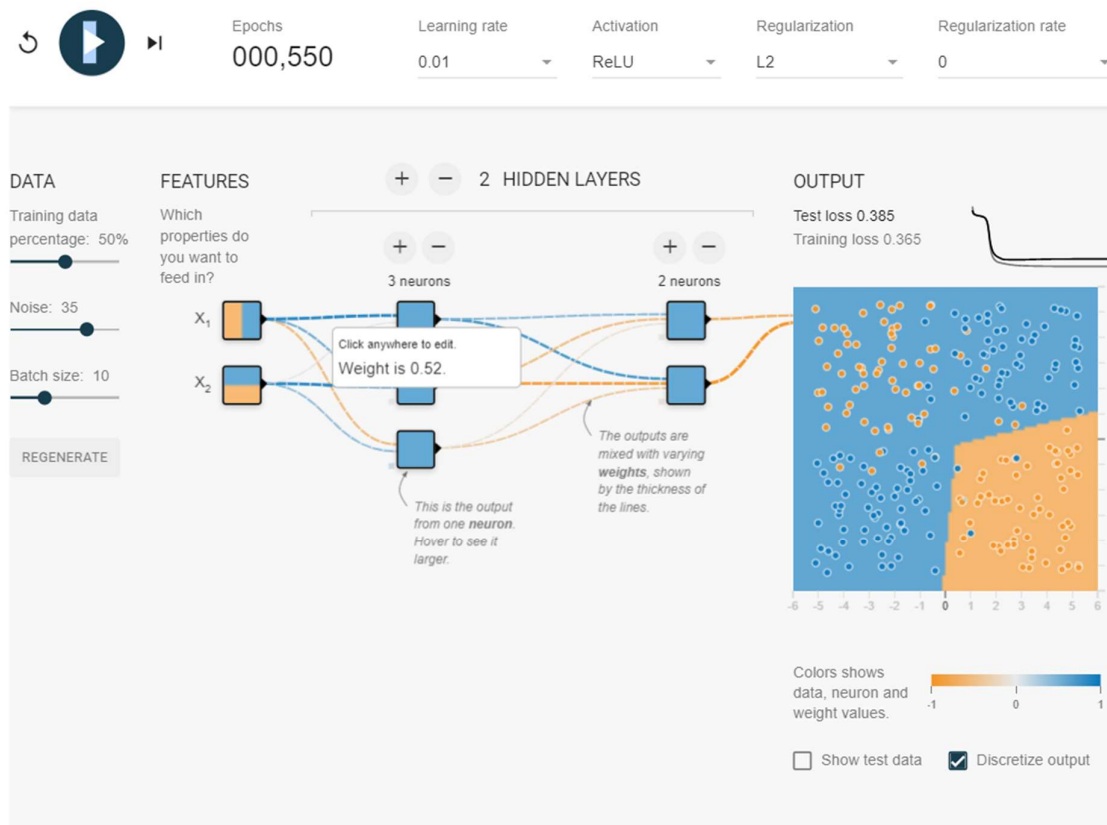 Epochs
000,550
Learning rate
0.01
Activation
ReLU
Regularization
L2
Regularization rate
0
DATA
Training data
percentage: 50%
Noise: 35
Batch size: 10
REGENERATE
FEATURES
Which
properties do
you want to
feed in?
X1
X2
+ − 2 HIDDEN LAYERS
+ −
3 neurons
+ −
2 neurons
Click anywhere to edit.
Weight is 0.52.
This is the output
from one neuron.
Hover to see it
larger.
The outputs are
mixed with varying
weights, shown
by the thickness of
the lines.
OUTPUT
Test loss 0.385
Training loss 0.365
-6 -5 -4 -3 -2 -1 0 1 2 3 4 5 6
Colors shows
data, neuron and
weight values.
-1 0 1
Show test data
Discretize output